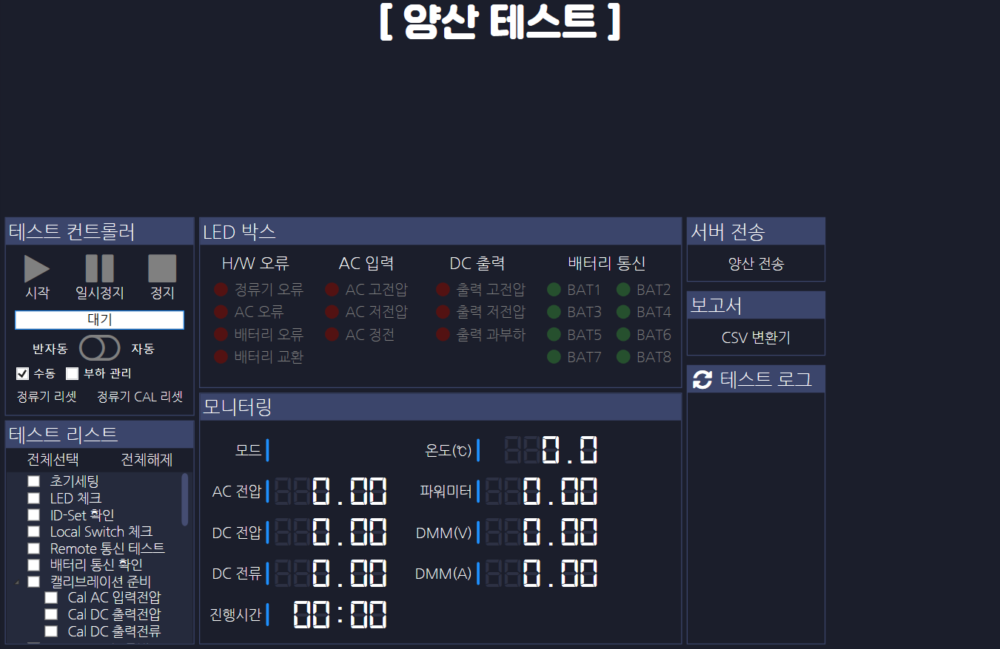 [ 양산 테스트 ]
테스트 컨트롤러
시작 일시정지 정지
대기
반자동 자동
수동 부하 관리
정류기 리셋 정류기 CAL 리셋
테스트 리스트
전체선택 전체해제
초기세팅
LED 체크
ID-Set 확인
Local Switch 체크
Remote 통신 테스트
배터리 통신 확인
캘리브레이션 준비
Cal AC 입력전압
Cal DC 출력전압
Cal DC 출력전류
LED 박스
H/W 오류 AC 입력 DC 출력 배터리 통신
정류기 오류 AC 고전압 출력 고전압 BAT1 BAT2
AC 오류 AC 저전압 출력 저전압 BAT3 BAT4
배터리 오류 AC 정전 출력 과부하 BAT5 BAT6
배터리 교환 BAT7 BAT8
모니터링
모드 온도(℃) 0.0
AC 전압 0.00 파워미터 0.00
DC 전압 0.00 DMM(V) 0.00
DC 전류 0.00 DMM(A) 0.00
진행시간 00:00
서버 전송
양산 전송
보고서
CSV 변환기
테스트 로그